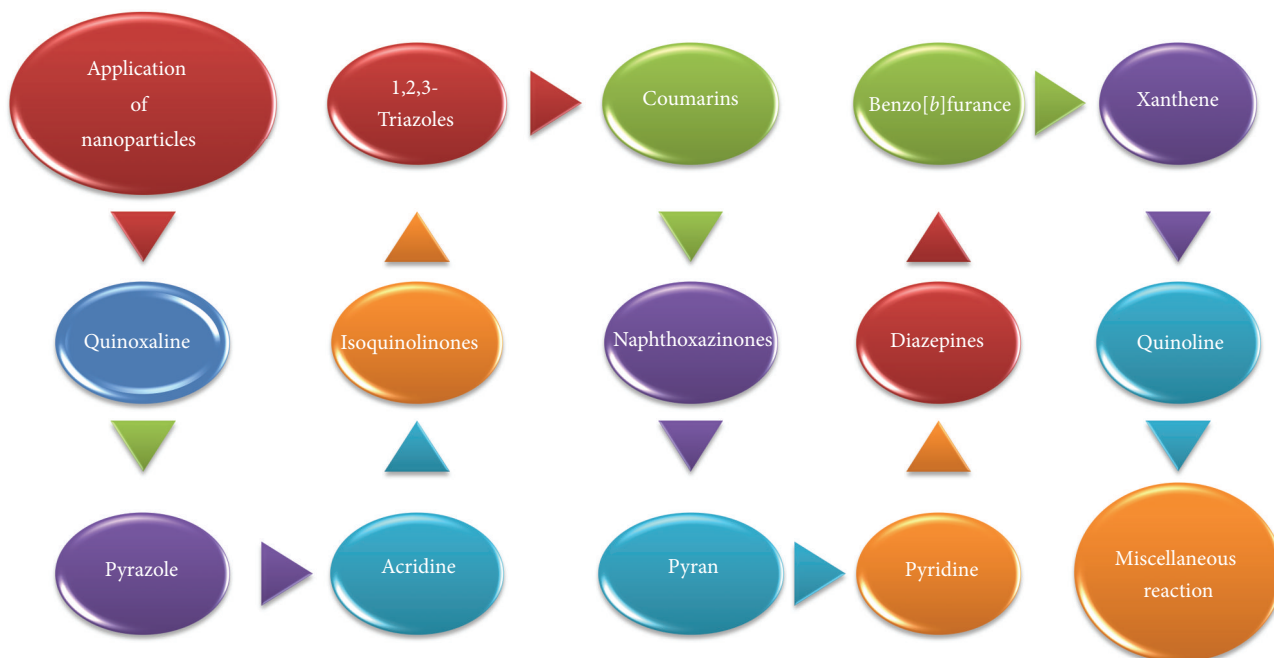 Application
of
nanoparticles
Quinoxaline
Pyrazole
Acridine
Isoquinolinones
1,2,3-
Triazoles
Coumarins
Naphthoxazinones
Pyran
Pyridine
Diazepines
Benzo[b]furance
Xanthene
Quinoline
Miscellaneous
reaction